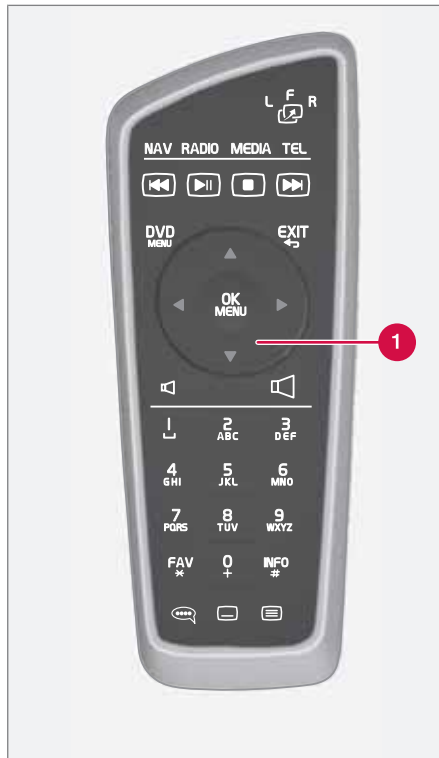 L F R
NAV RADIO MEDIA TEL
DVD EXIT
MENU
OK
MENU
1
1 2 3
ABC DEF
4 5 6
GHI JKL MNO
7 8 9
PQRS TUV WXYZ
FAV 0 INFO
* + #